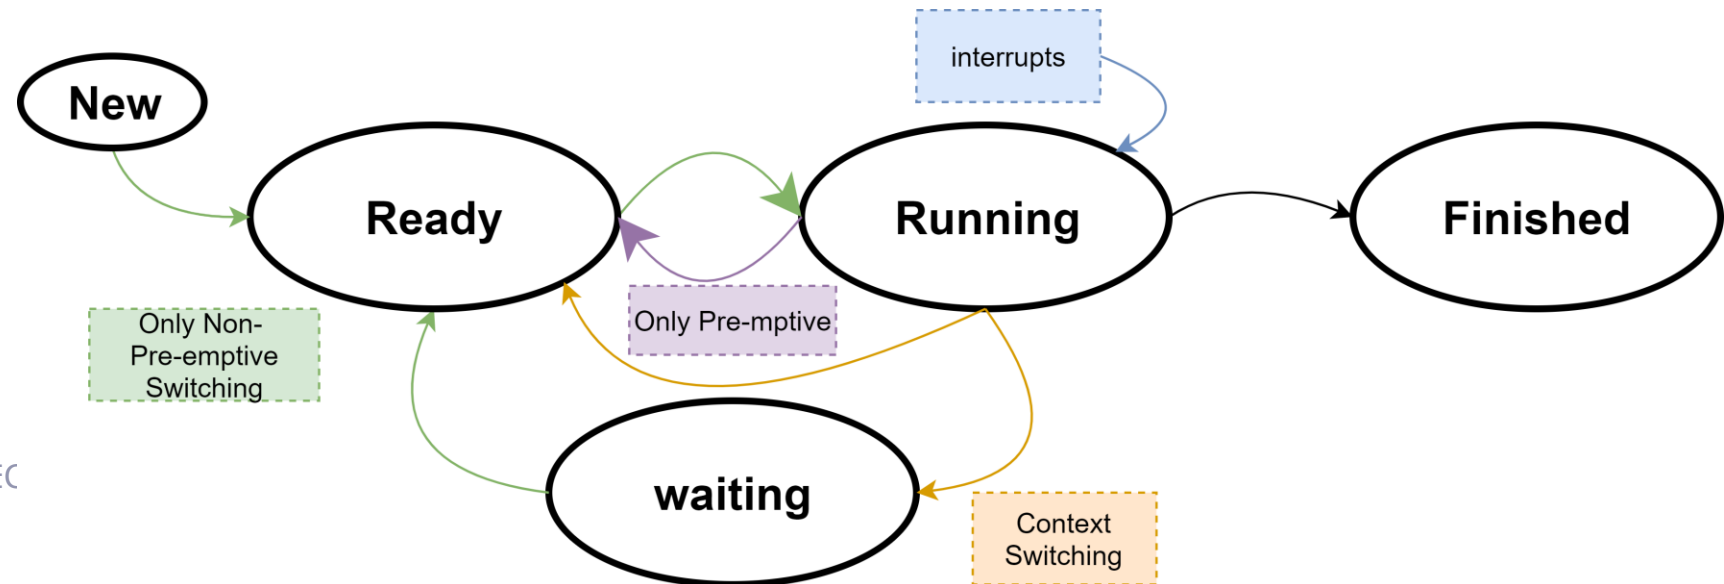 interrupts
New
Ready
Running
Finished
Only Non-
Pre-emptive
Switching
Only Pre-mptive
waiting
Context
Switching